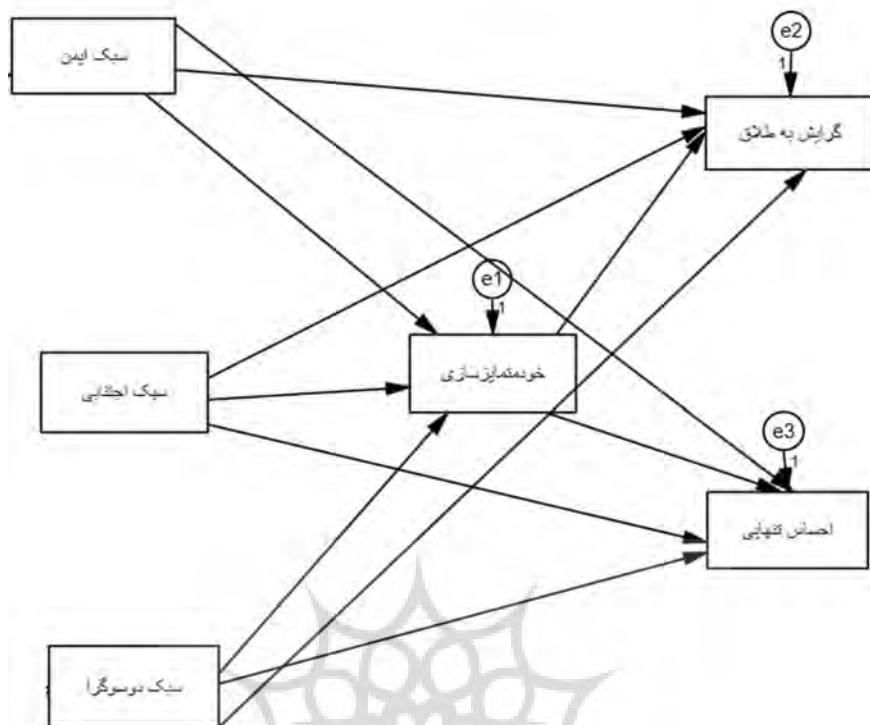 سبک ایمن
e2
1
گرایش به طلاق
e1
1
خودمتمایزسازی
سبک اجتنابی
e3
1
احساس تنهایی
سبک دوسوگرا